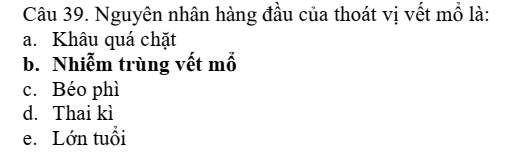 Câu 39. Nguyên nhân hàng đầu của thoát vị vết mổ là:
a. Khâu quá chặt
b. Nhiễm trùng vết mổ
c. Béo phì
d. Thai kì
e. Lớn tuổi